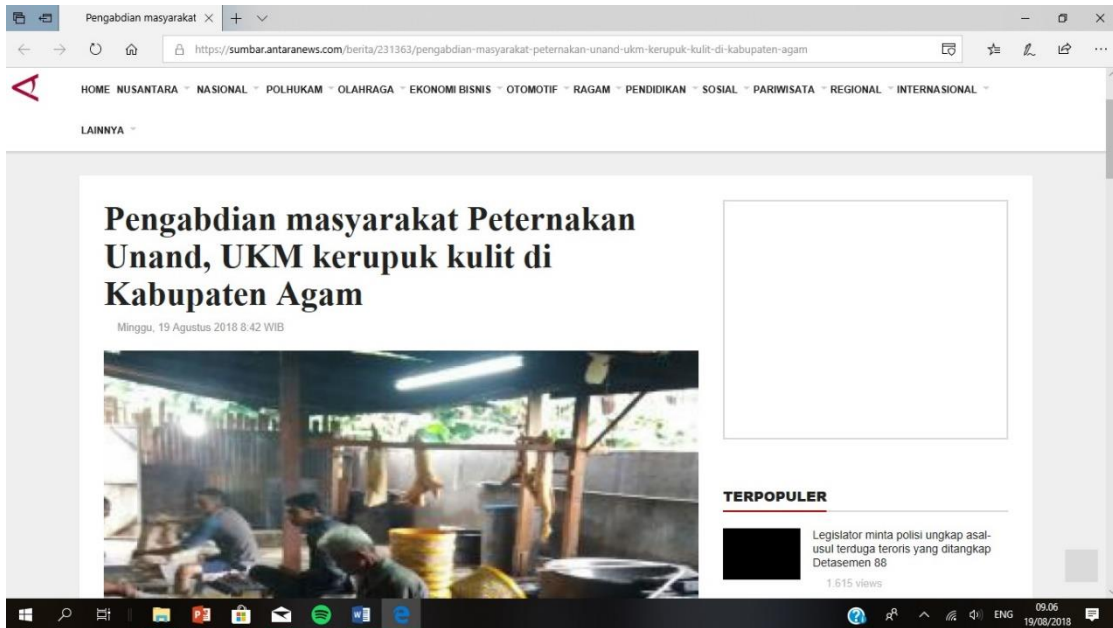 Pengabdian masyarakat
https://sumbar.antaranews.com/berita/231363/pengabdian-masyarakat-peternakan-unand-ukm-kerupuk-kulit-di-kabupaten-agam
HOME NUSANTARA NASIONAL POLHUKAM OLAHRAGA EKONOMI BISNIS OTOMOTIF RAGAM PENDIDIKAN SOSIAL PARIWISATA REGIONAL INTERNASIONAL
LAINNYA
Pengabdian masyarakat Peternakan
Unand, UKM kerupuk kulit di
Kabupaten Agam
Minggu, 19 Agustus 2018 8:42 WIB
TERPOPULER
Legislator minta polisi ungkap asal-
usul terduga teroris yang ditangkap
Detasemen 88
1.615 views
ENG
09.06
19/08/2018